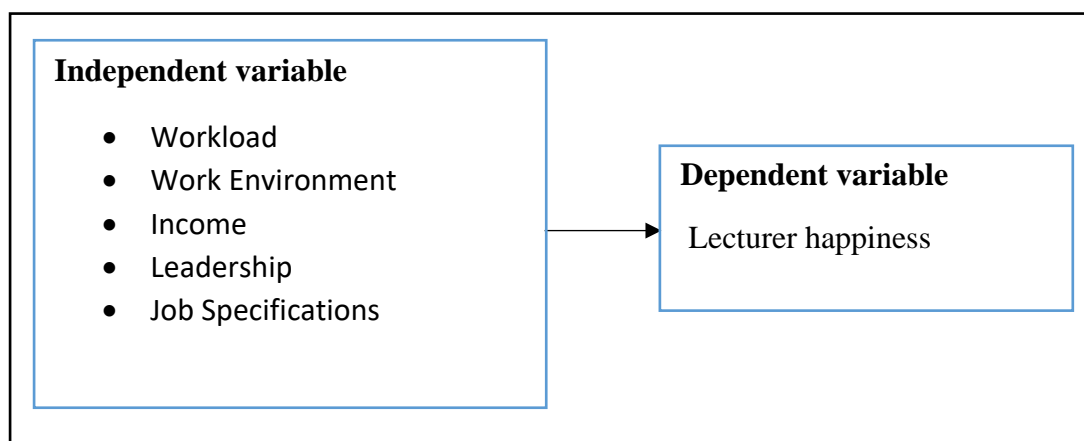 Independent variable
• Workload
• Work Environment
• Income
• Leadership
• Job Specifications
Dependent variable
Lecturer happiness